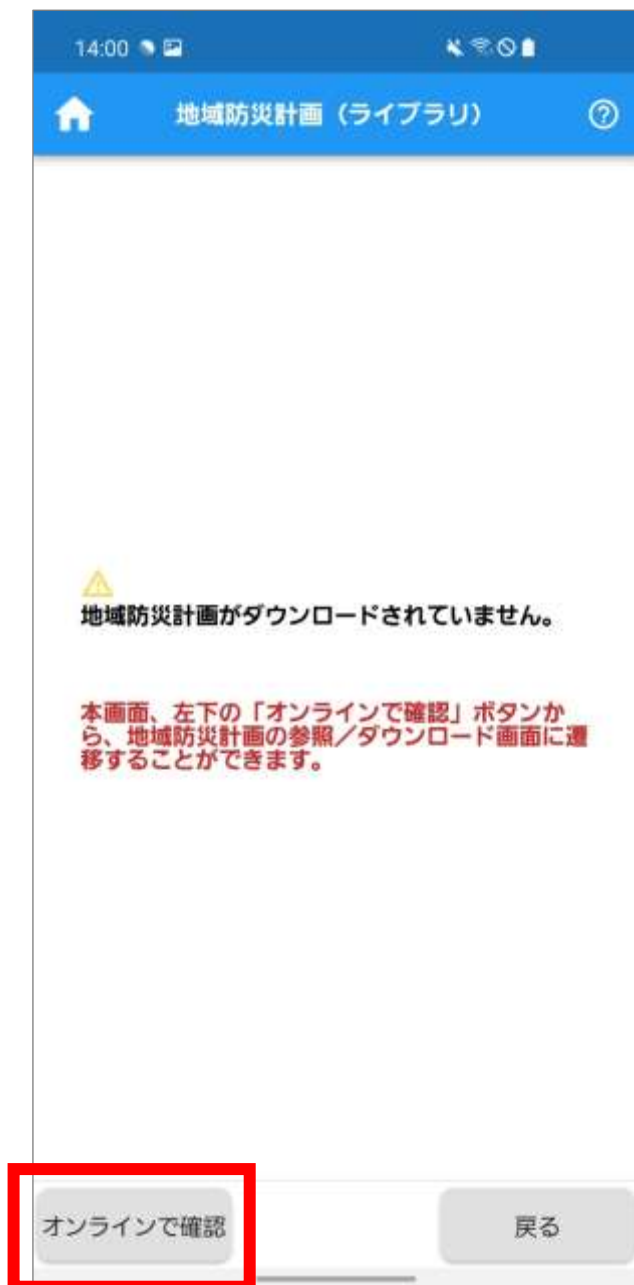 14:00
地域防災計画（ライブラリ）
地域防災計画がダウンロードされていません。
本画面、左下の「オンラインで確認」ボタンか
ら、地域防災計画の参照／ダウンロード画面に遷
移することができます。
オンラインで確認
戻る